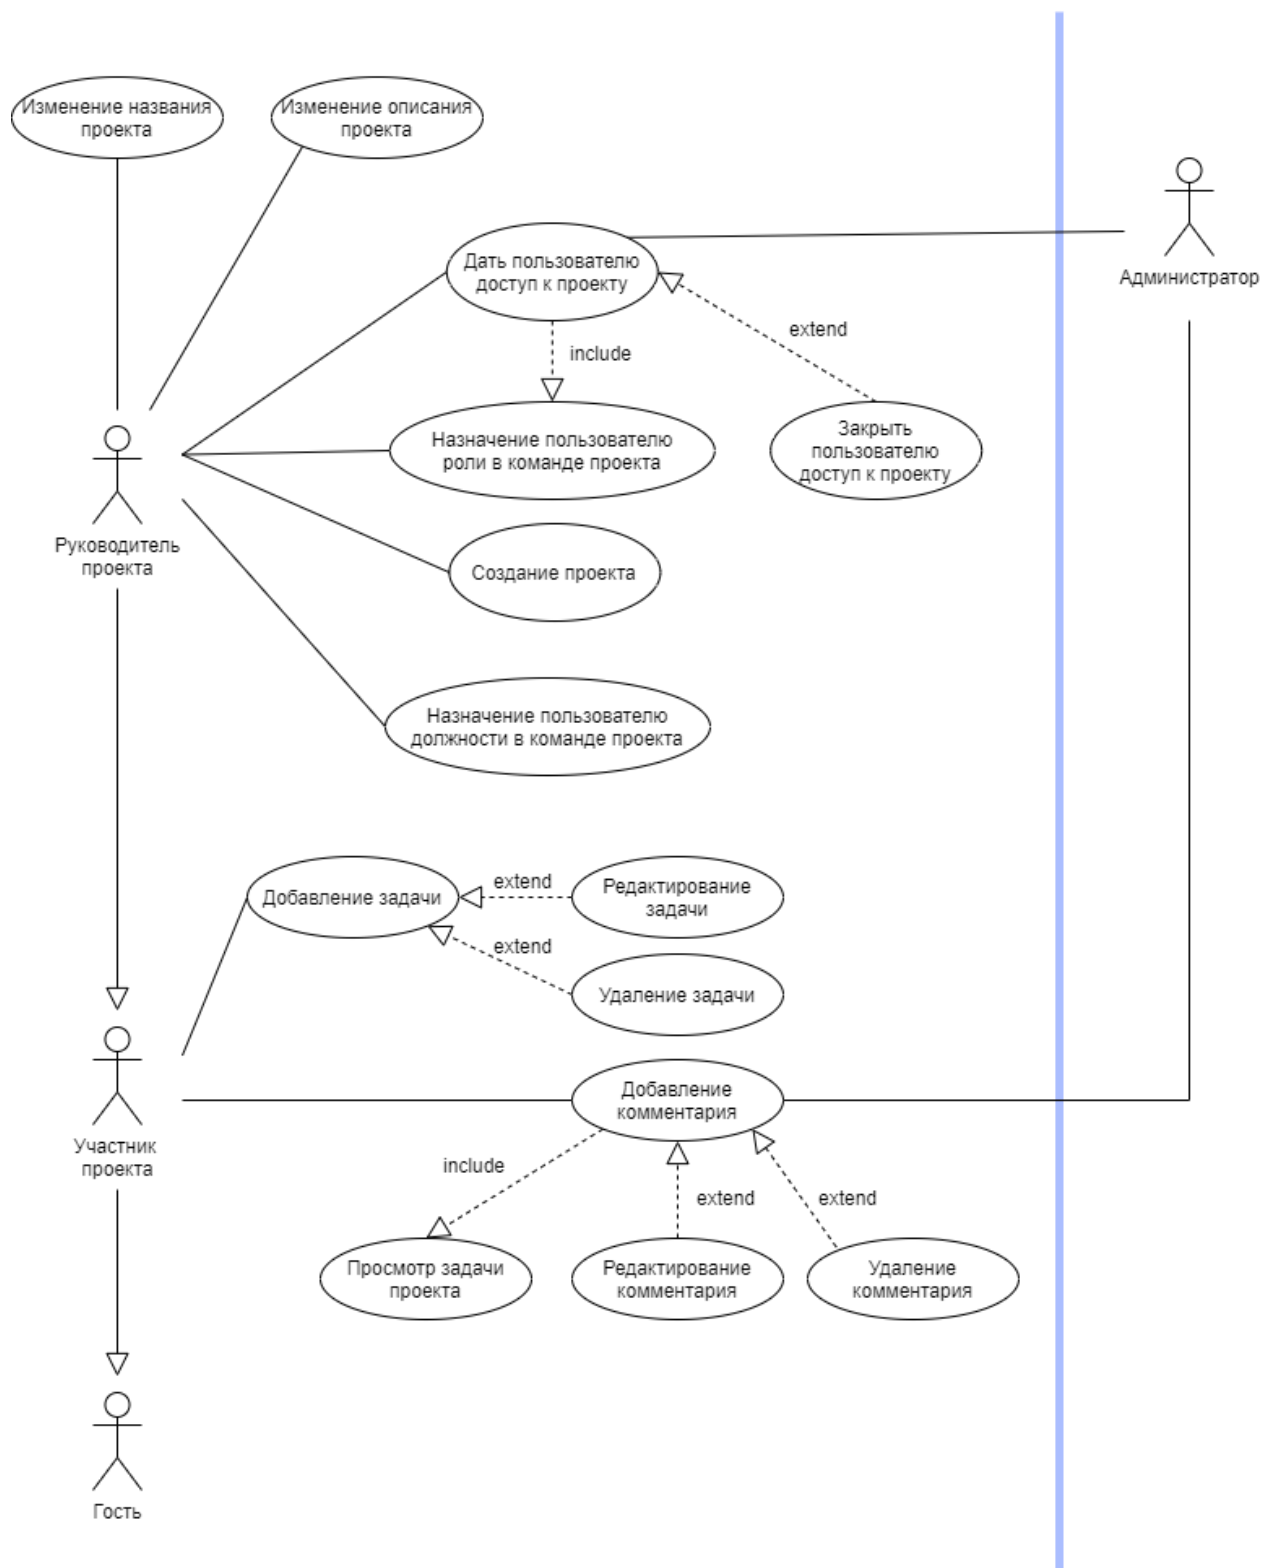 Изменение названия
проекта
Изменение описания
проекта
Дать пользователю
доступ к проекту
Администратор
extend
include
Назначение пользователю
роли в команде проекта
Закрыть
пользователю
доступ к проекту
Руководитель
проекта
Создание проекта
Назначение пользователю
должности в команде проекта
Добавление задачи
extend
Редактирование
задачи
extend
Удаление задачи
Добавление
комментария
Участник
проекта
include
extend
extend
Просмотр задачи
проекта
Редактирование
комментария
Удаление
комментария
Гость